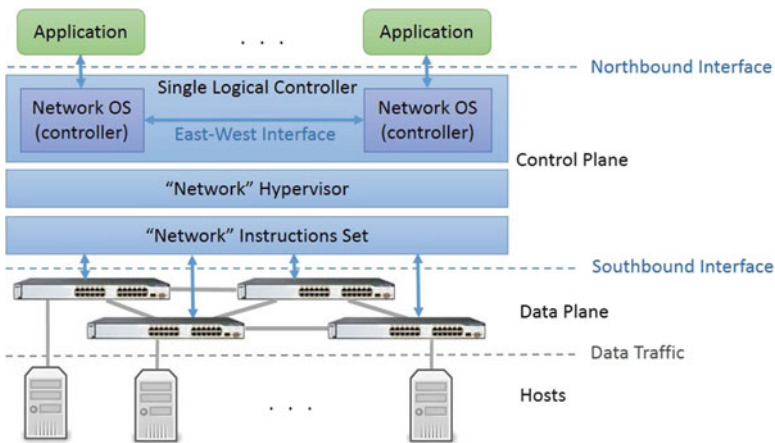 Application
. . .
Application
Northbound Interface
Single Logical Controller
Network OS
(controller)
East-West Interface
Network OS
(controller)
Control Plane
“Network” Hypervisor
“Network” Instructions Set
Southbound Interface
Data Plane
Data Traffic
. . .
Hosts